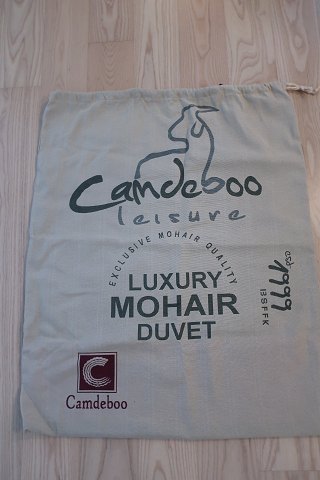 Camdeboo
leisure
EXCLUSIVE MOHAIR QUALITY
LUXURY
MOHAIR
DUVET
Camdeboo